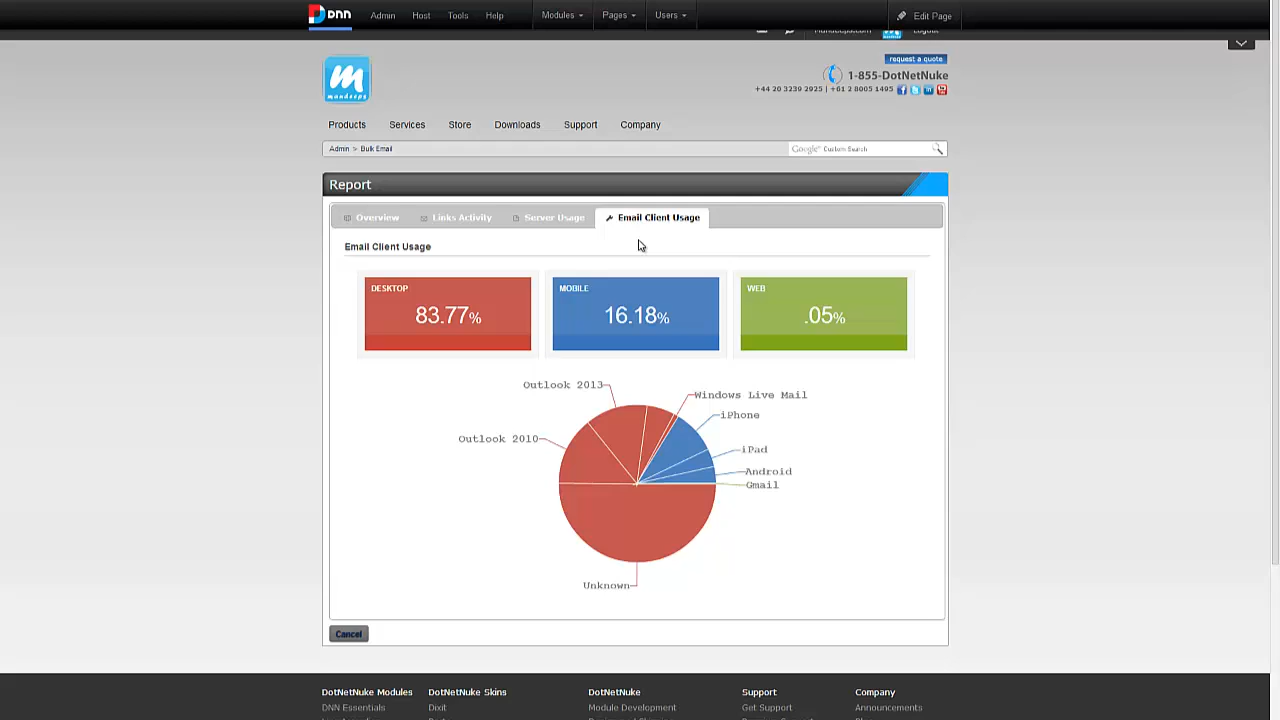 DNN Admin Host Tools Help Modules Pages Users Edit Page
Mandeeps.com Logout
request a quote
m
mandeeps
1-855-DotNetNuke
+44 20 3239 2925 | +61 2 8005 1495
Products Services Store Downloads Support Company
Admin > Bulk Email
Google Custom Search
Report
Overview Links Activity Server Usage Email Client Usage
Email Client Usage
DESKTOP MOBILE WEB
83.77% 16.18% .05%
Outlook 2013
Windows Live Mail
iPhone
Outlook 2010
iPad
Android
Gmail
Unknown
Cancel
DotNetNuke Modules DotNetNuke Skins DotNetNuke Support Company
DNN Essentials Dixit Module Development Get Support Announcements